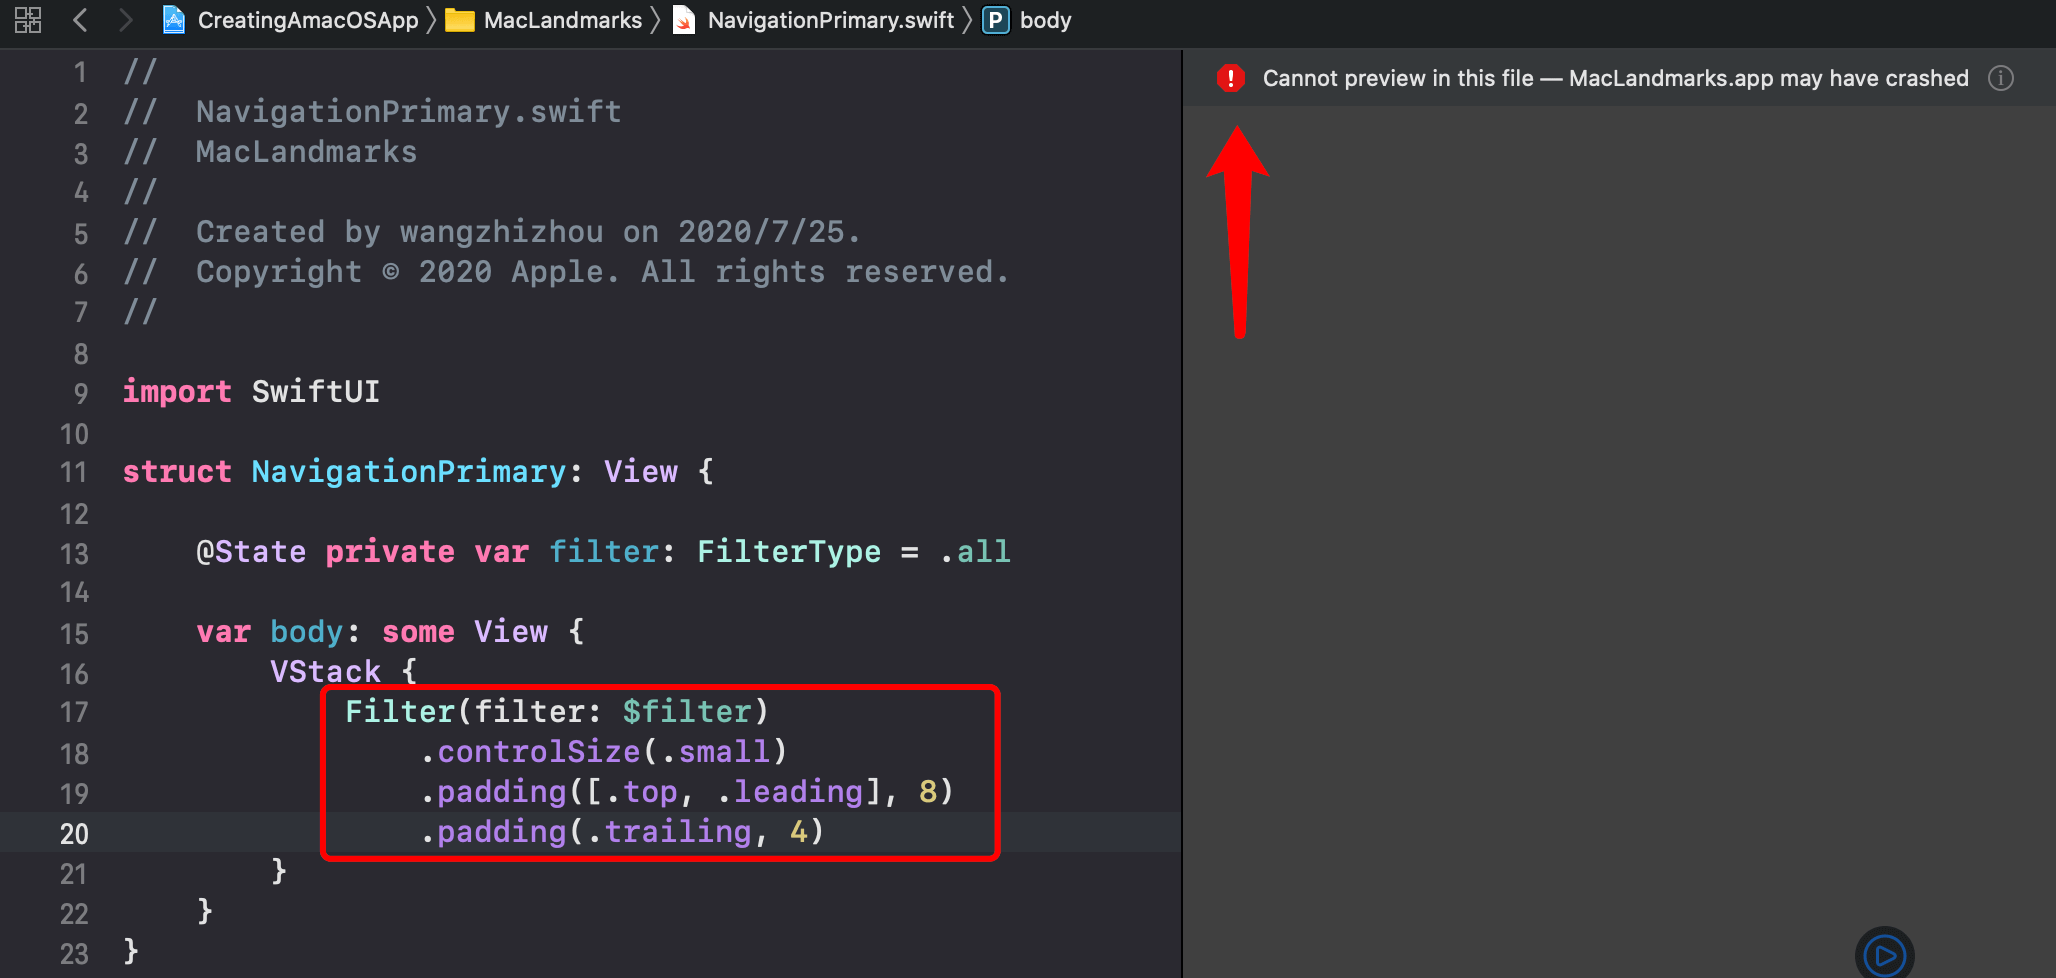 CreatingAmacOSApp 〉 MacLandmarks 〉 NavigationPrimary.swift 〉 P body
1 //
2 //  NavigationPrimary.swift
3 //  MacLandmarks
4 //
5 //  Created by wangzhizhou on 2020/7/25.
6 //  Copyright © 2020 Apple. All rights reserved.
7 //
8
9 import SwiftUI
10
11 struct NavigationPrimary: View {
12
13     @State private var filter: FilterType = .all
14
15     var body: some View {
16         VStack {
17             Filter(filter: $filter)
18                 .controlSize(.small)
19                 .padding([.top, .leading], 8)
20                 .padding(.trailing, 4)
21         }
22     }
23 }
Cannot preview in this file — MacLandmarks.app may have crashed